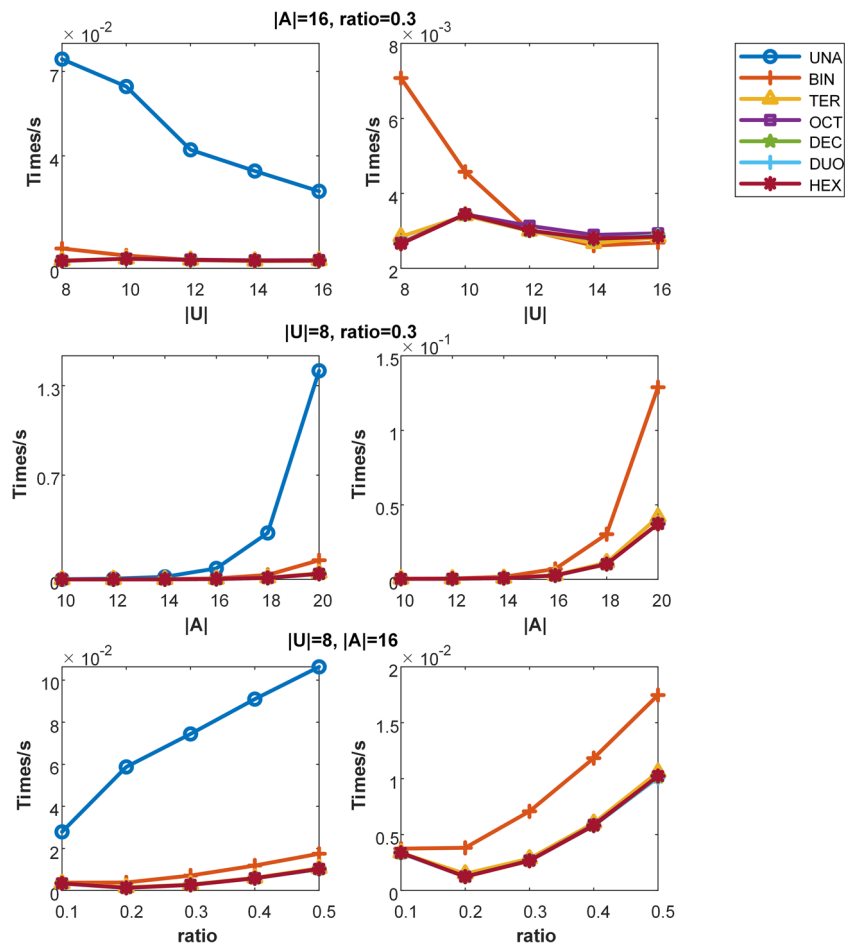 |A|=16, ratio=0.3
× 10⁻²
7
4
0
Times/s
8 10 12 14 16
|U|
× 10⁻³
8
6
4
2
Times/s
8 10 12 14 16
|U|
UNA
BIN
TER
OCT
DEC
DUO
HEX
|U|=8, ratio=0.3
1.3
0.7
0
Times/s
10 12 14 16 18 20
|A|
× 10⁻¹
1.5
1
0.5
0
Times/s
10 12 14 16 18 20
|A|
|U|=8, |A|=16
× 10⁻²
10
8
6
4
2
0
Times/s
0.1 0.2 0.3 0.4 0.5
ratio
× 10⁻²
2
1.5
1
0.5
0
Times/s
0.1 0.2 0.3 0.4 0.5
ratio